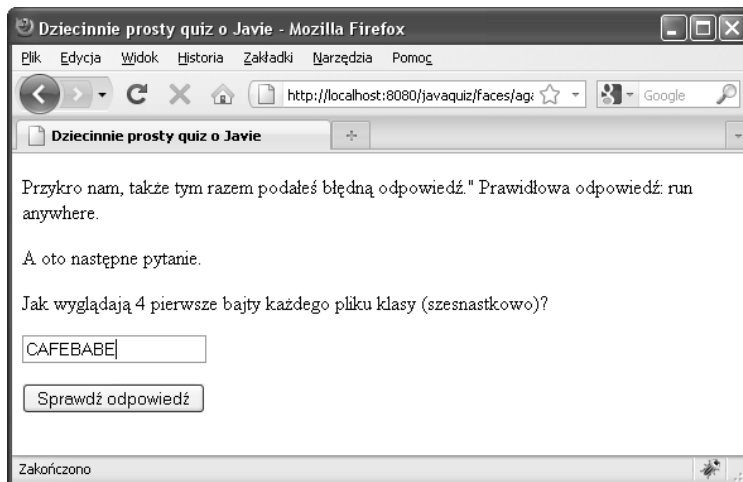 Dziecinnie prosty quiz o Javie - Mozilla Firefox
Plik Edycja Widok Historia Zakładki Narzędzia Pomoc
http://localhost:8080/javaquiz/faces/aga Google
Dziecinnie prosty quiz o Javie
Przykro nam, także tym razem podałeś błędną odpowiedź." Prawidłowa odpowiedź: run
anywhere.
A oto następne pytanie.
Jak wyglądają 4 pierwsze bajty każdego pliku klasy (szesnastkowo)?
CAFEBABE
Sprawdź odpowiedź
Zakończono